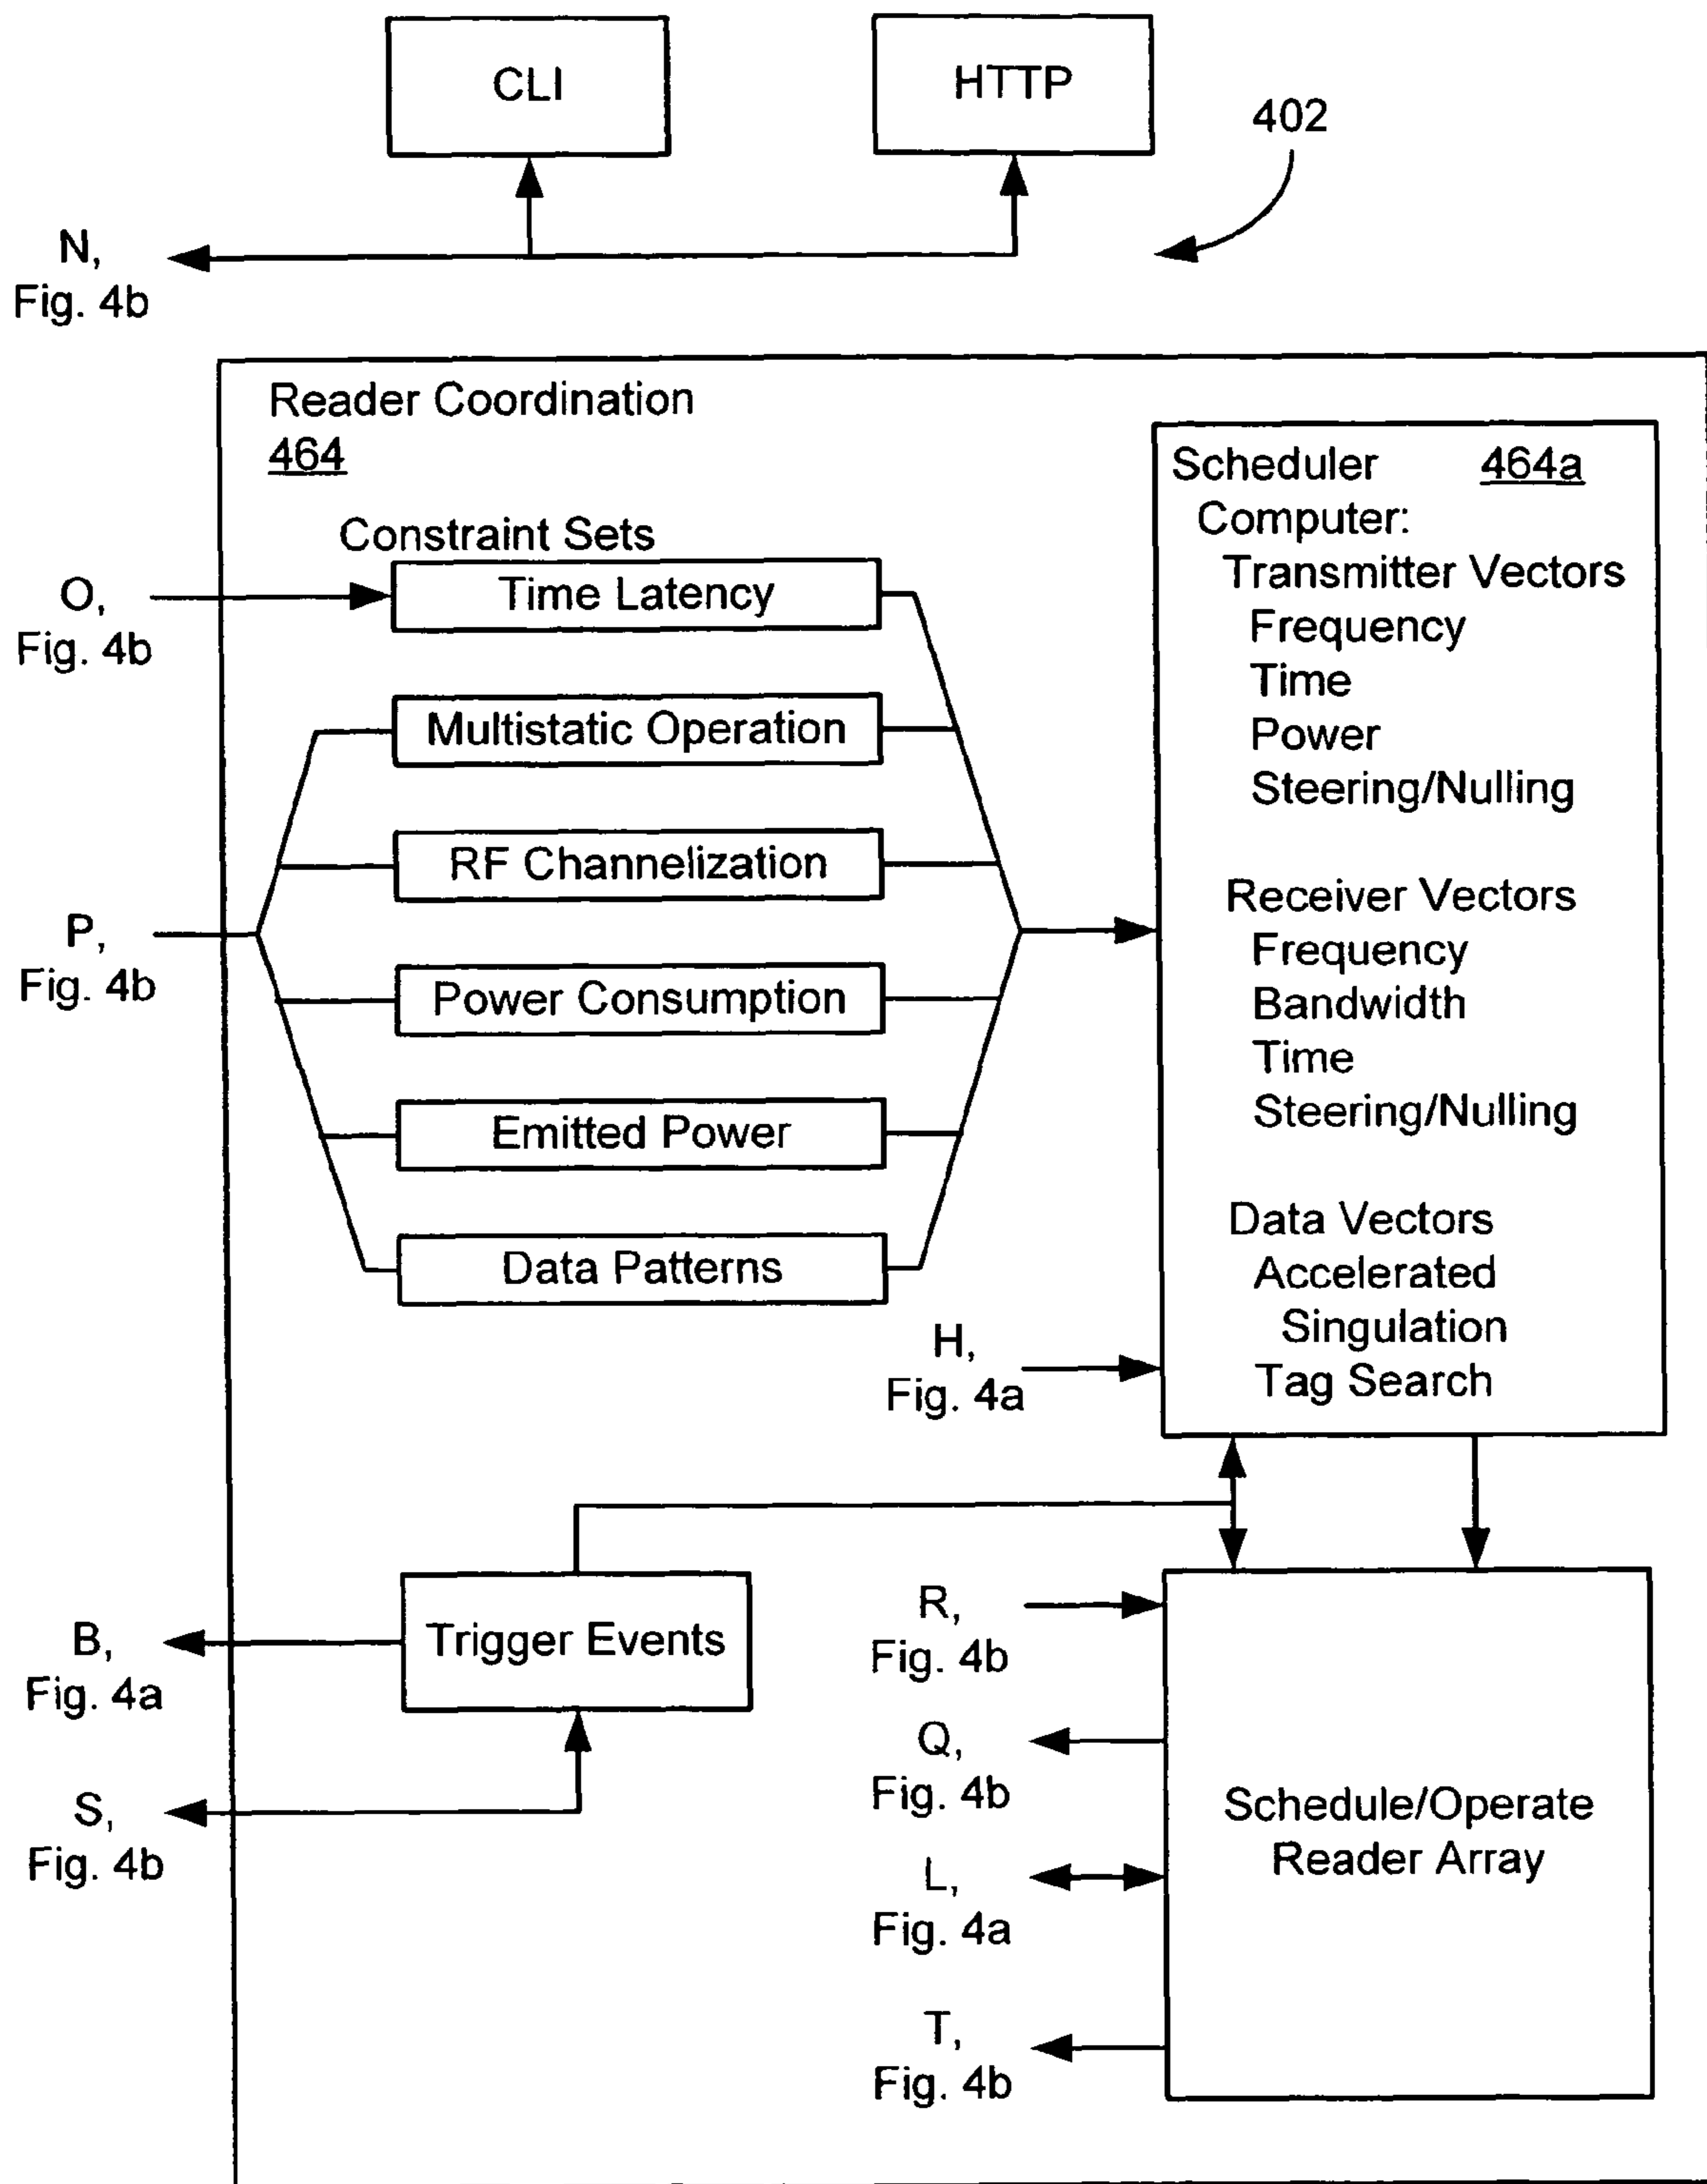 CLI
HTTP
402
N,
Fig. 4b
Reader Coordination
464
Constraint Sets
O,
Fig. 4b
Time Latency
Multistatic Operation
RF Channelization
P,
Fig. 4b
Power Consumption
Emitted Power
Data Patterns
Scheduler 464a
Computer:
Transmitter Vectors
Frequency
Time
Power
Steering/Nulling
Receiver Vectors
Frequency
Bandwidth
Time
Steering/Nulling
Data Vectors
Accelerated
Singulation
Tag Search
H,
Fig. 4a
Trigger Events
B,
Fig. 4a
S,
Fig. 4b
R,
Fig. 4b
Q,
Fig. 4b
L,
Fig. 4a
T,
Fig. 4b
Schedule/Operate
Reader Array